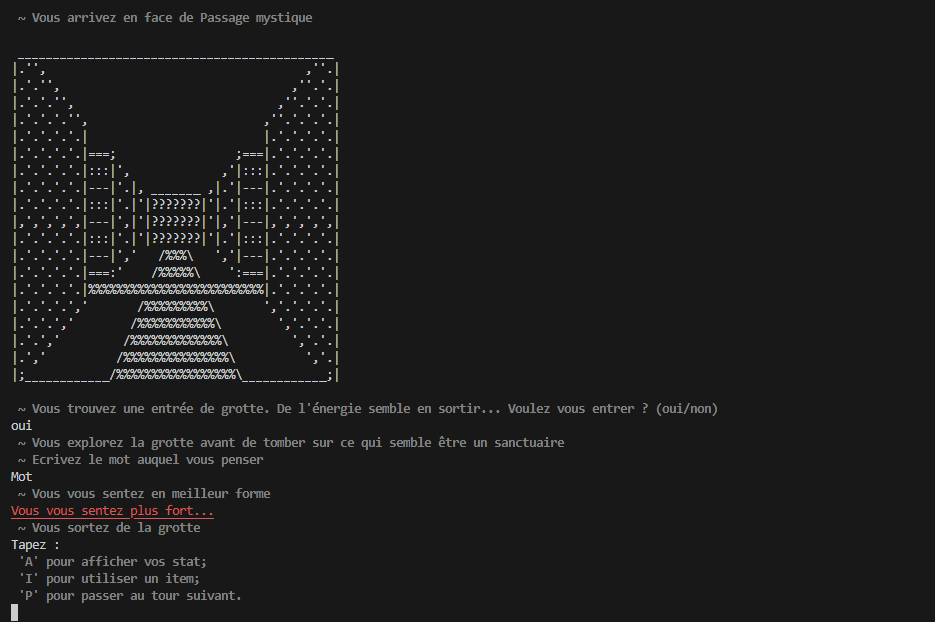 ~ Vous arrivez en face de Passage mystique
???????
???????
???????
~ Vous trouvez une entrée de grotte. De l'énergie semble en sortir... Voulez vous entrer ? (oui/non)
oui
~ Vous explorez la grotte avant de tomber sur ce qui semble être un sanctuaire
~ Ecrivez le mot auquel vous penser
Mot
~ Vous vous sentez en meilleur forme
Vous vous sentez plus fort...
~ Vous sortez de la grotte
Tapez :
'A' pour afficher vos stat;
'I' pour utiliser un item;
'P' pour passer au tour suivant.